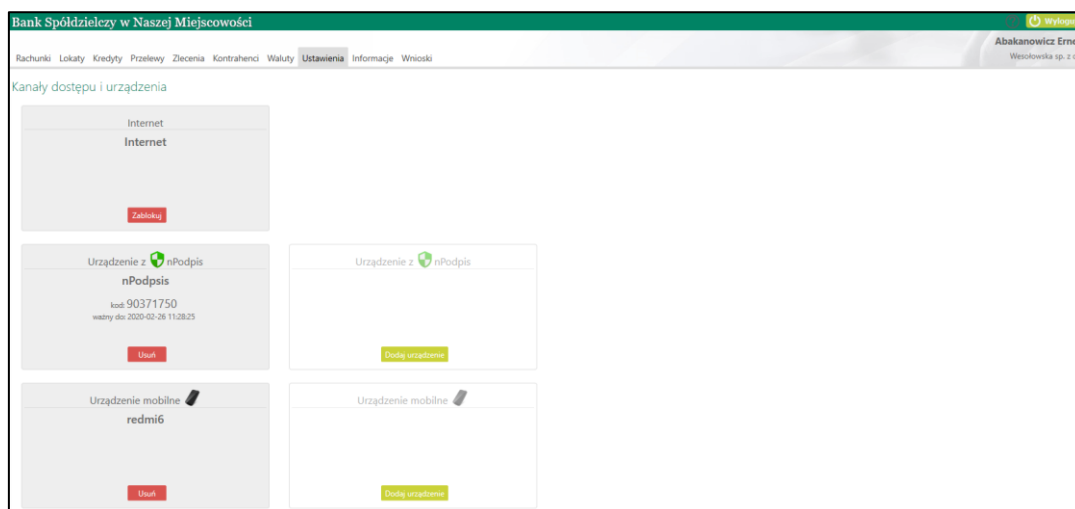 Bank Spółdzielczy w Naszej Miejscowości
Abakanowicz Erne
Wesołowska sp. z o
Rachunki Lokaty Kredyty Przelewy Zlecenia Kontrahenci Waluty Ustawienia Informacje Wnioski
Kanały dostępu i urządzenia
Internet
Internet
Zablokuj
Urządzenie z nPodpis
nPodpsis
kod: 90371750
ważny do: 2020-02-26 11:28:25
Usuń
Urządzenie z nPodpis
Dodaj urządzenie
Urządzenie mobilne
redmi6
Usuń
Urządzenie mobilne
Dodaj urządzenie